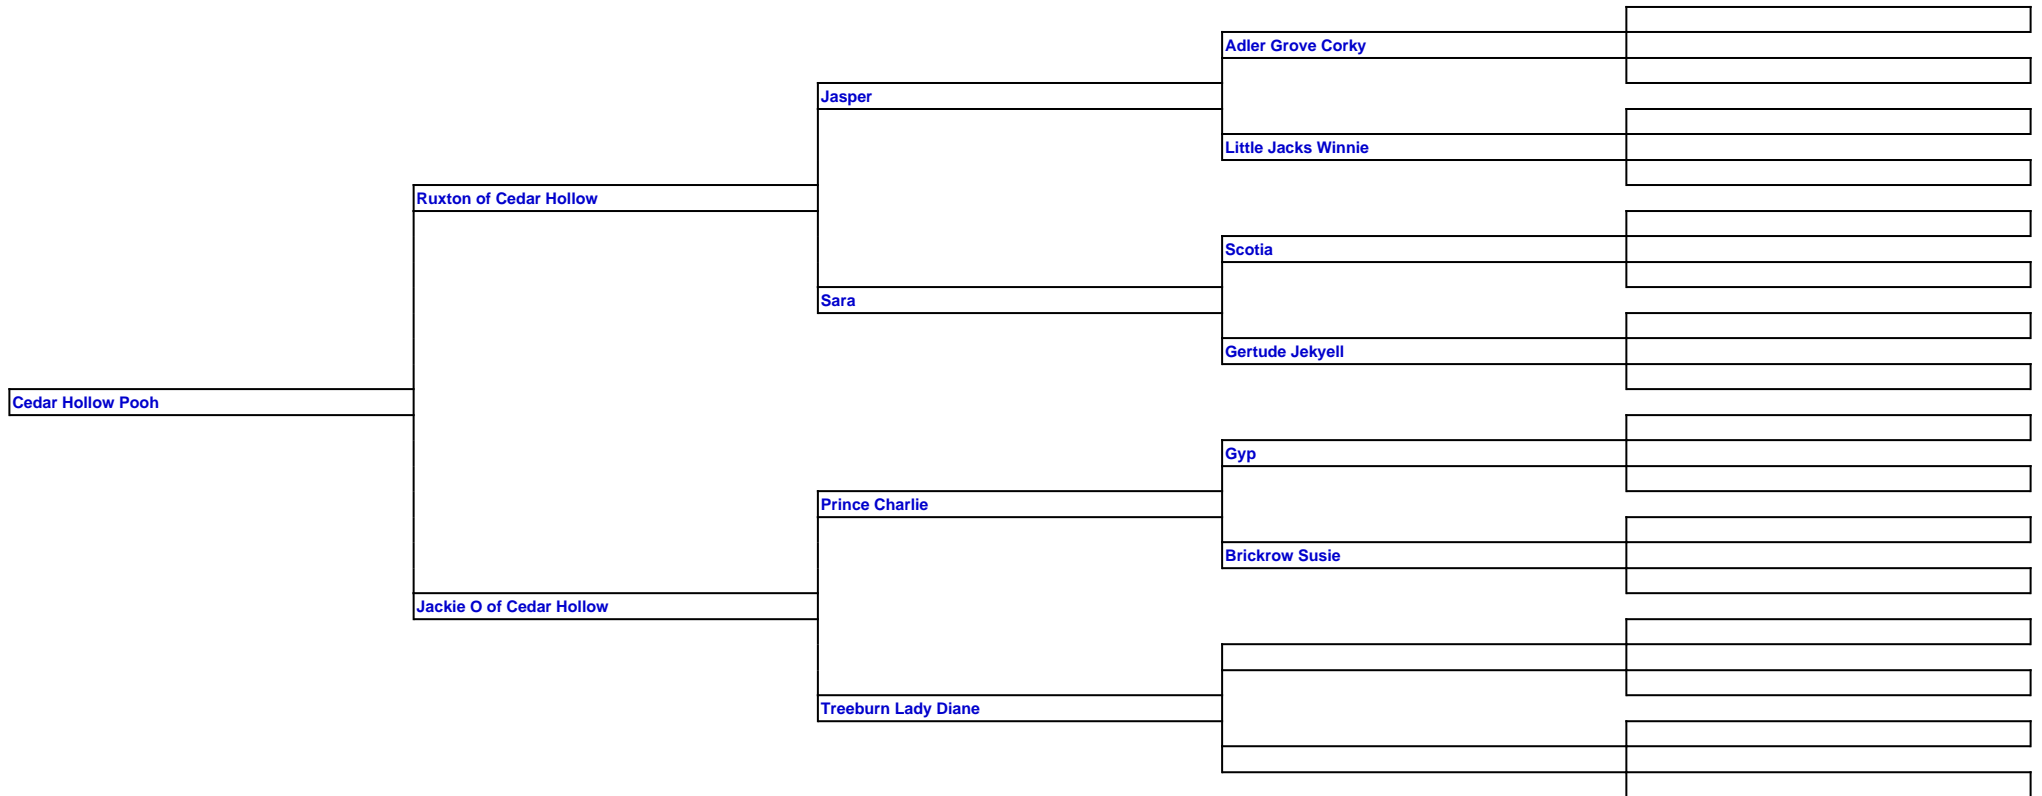 Adler Grove Corky
Jasper
Little Jacks Winnie
Ruxton of Cedar Hollow
Scotia
Sara
Gertude Jekyell
Cedar Hollow Pooh
Gyp
Prince Charlie
Brickrow Susie
Jackie O of Cedar Hollow
Treeburn Lady Diane